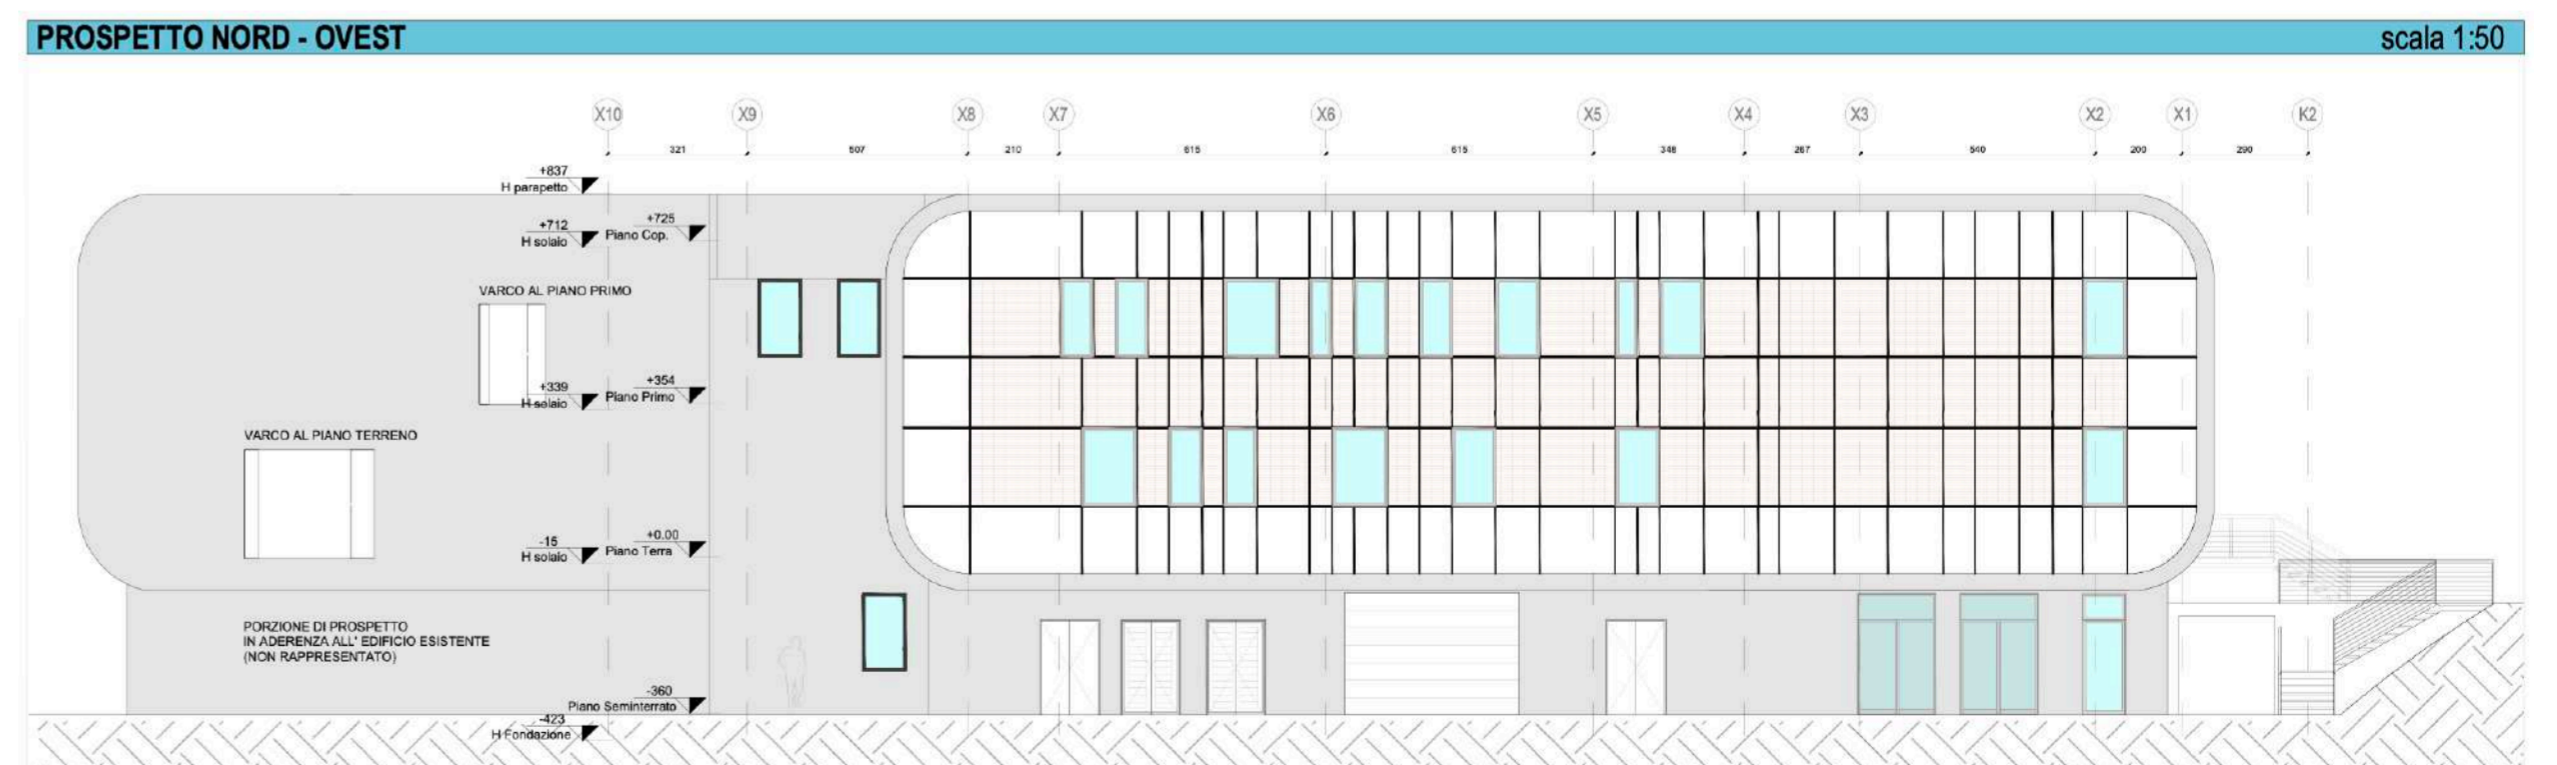 PROSPETTO NORD - OVEST
scala 1:50
X10
X9
X8
X7
X6
X5
X4
X3
X2
X1
K2
321
507
210
615
615
346
267
540
200
290
+837
H parapetto
+712
H solaio
+725
Piano Cop.
VARCO AL PIANO PRIMO
+339
H solaio
+354
Piano Primo
VARCO AL PIANO TERRENO
-15
H solaio
+0.00
Piano Terra
PORZIONE DI PROSPETTO
IN ADERENZA ALL' EDIFICIO ESISTENTE
(NON RAPPRESENTATO)
-360
Piano Seminterrato
-423
H Fondazione